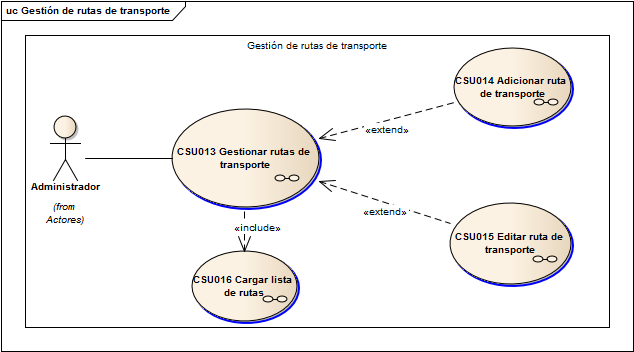 uc Gestión de rutas de transporte
Gestión de rutas de transporte
CSU014 Adicionar ruta
de transporte
«extend»
CSU013 Gestionar rutas de
transporte
Administrador
(from
Actores)
«extend»
«include»
CSU015 Editar ruta de
transporte
CSU016 Cargar lista
de rutas